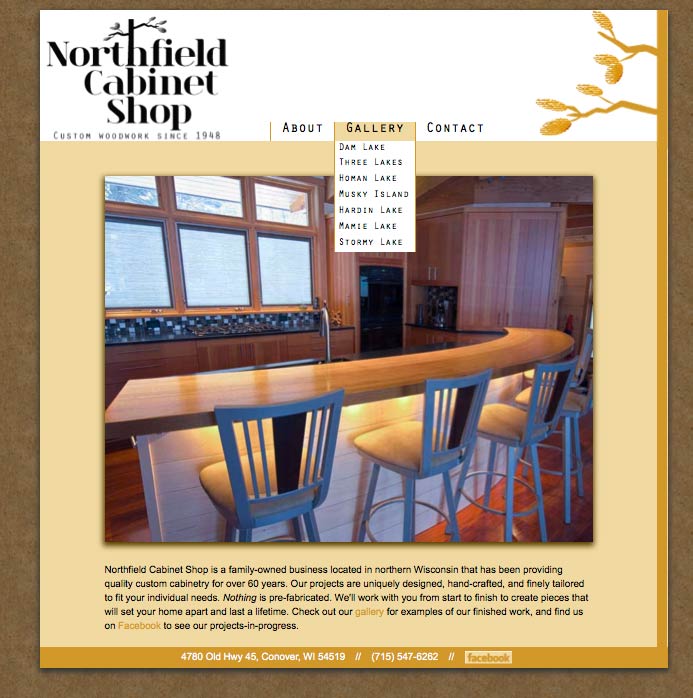 Northfield
Cabinet
Shop
Custom woodwork since 1948
About Gallery Contact
Dam Lake
Three Lakes
Homan Lake
Musky Island
Hardin Lake
Mamie Lake
Stormy Lake
Northfield Cabinet Shop is a family-owned business located in northern Wisconsin that has been providing
quality custom cabinetry for over 60 years. Our projects are uniquely designed, hand-crafted, and finely tailored
to fit your individual needs. Nothing is pre-fabricated. We'll work with you from start to finish to create pieces that
will set your home apart and last a lifetime. Check out our gallery for examples of our finished work, and find us
on Facebook to see our projects-in-progress.
4780 Old Hwy 45, Conover, WI 54519 // (715) 547-6262 // facebook